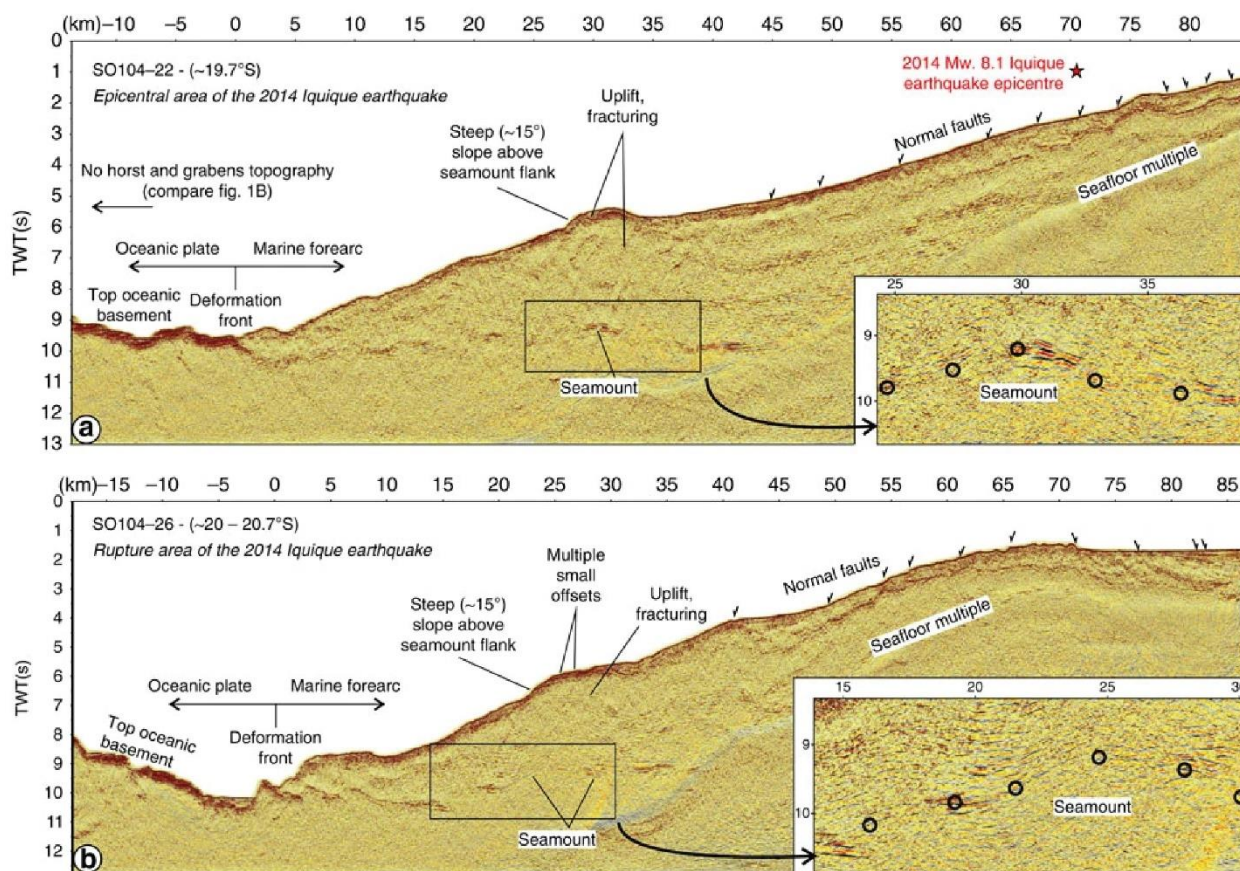 (km)–10 –5 0 5 10 15 20 25 30 35 40 45 50 55 60 65 70 75 80
0
1
2
3
4
5
6
7
8
9
10
11
12
13
TWT(s)
SO104–22 - (~19.7°S)
Epicentral area of the 2014 Iquique earthquake
2014 Mw. 8.1 Iquique
earthquake epicentre
Uplift,
fracturing
Steep (~15°)
slope above
seamount flank
Normal faults
Seafloor multiple
No horst and grabens topography
(compare fig. 1B)
Oceanic plate
Marine forearc
Top oceanic
basement
Deformation
front
Seamount
25 30 35
9
10
Seamount
a
(km)–15 –10 –5 0 5 10 15 20 25 30 35 40 45 50 55 60 65 70 75 80 85
0
1
2
3
4
5
6
7
8
9
10
11
12
TWT(s)
SO104–26 - (~20 – 20.7°S)
Rupture area of the 2014 Iquique earthquake
Multiple
small
offsets
Uplift,
fracturing
Steep (~15°)
slope above
seamount flank
Normal faults
Seafloor multiple
Oceanic plate
Marine forearc
Top oceanic
basement
Deformation
front
Seamount
15 20 25 30
9
10
Seamount
b